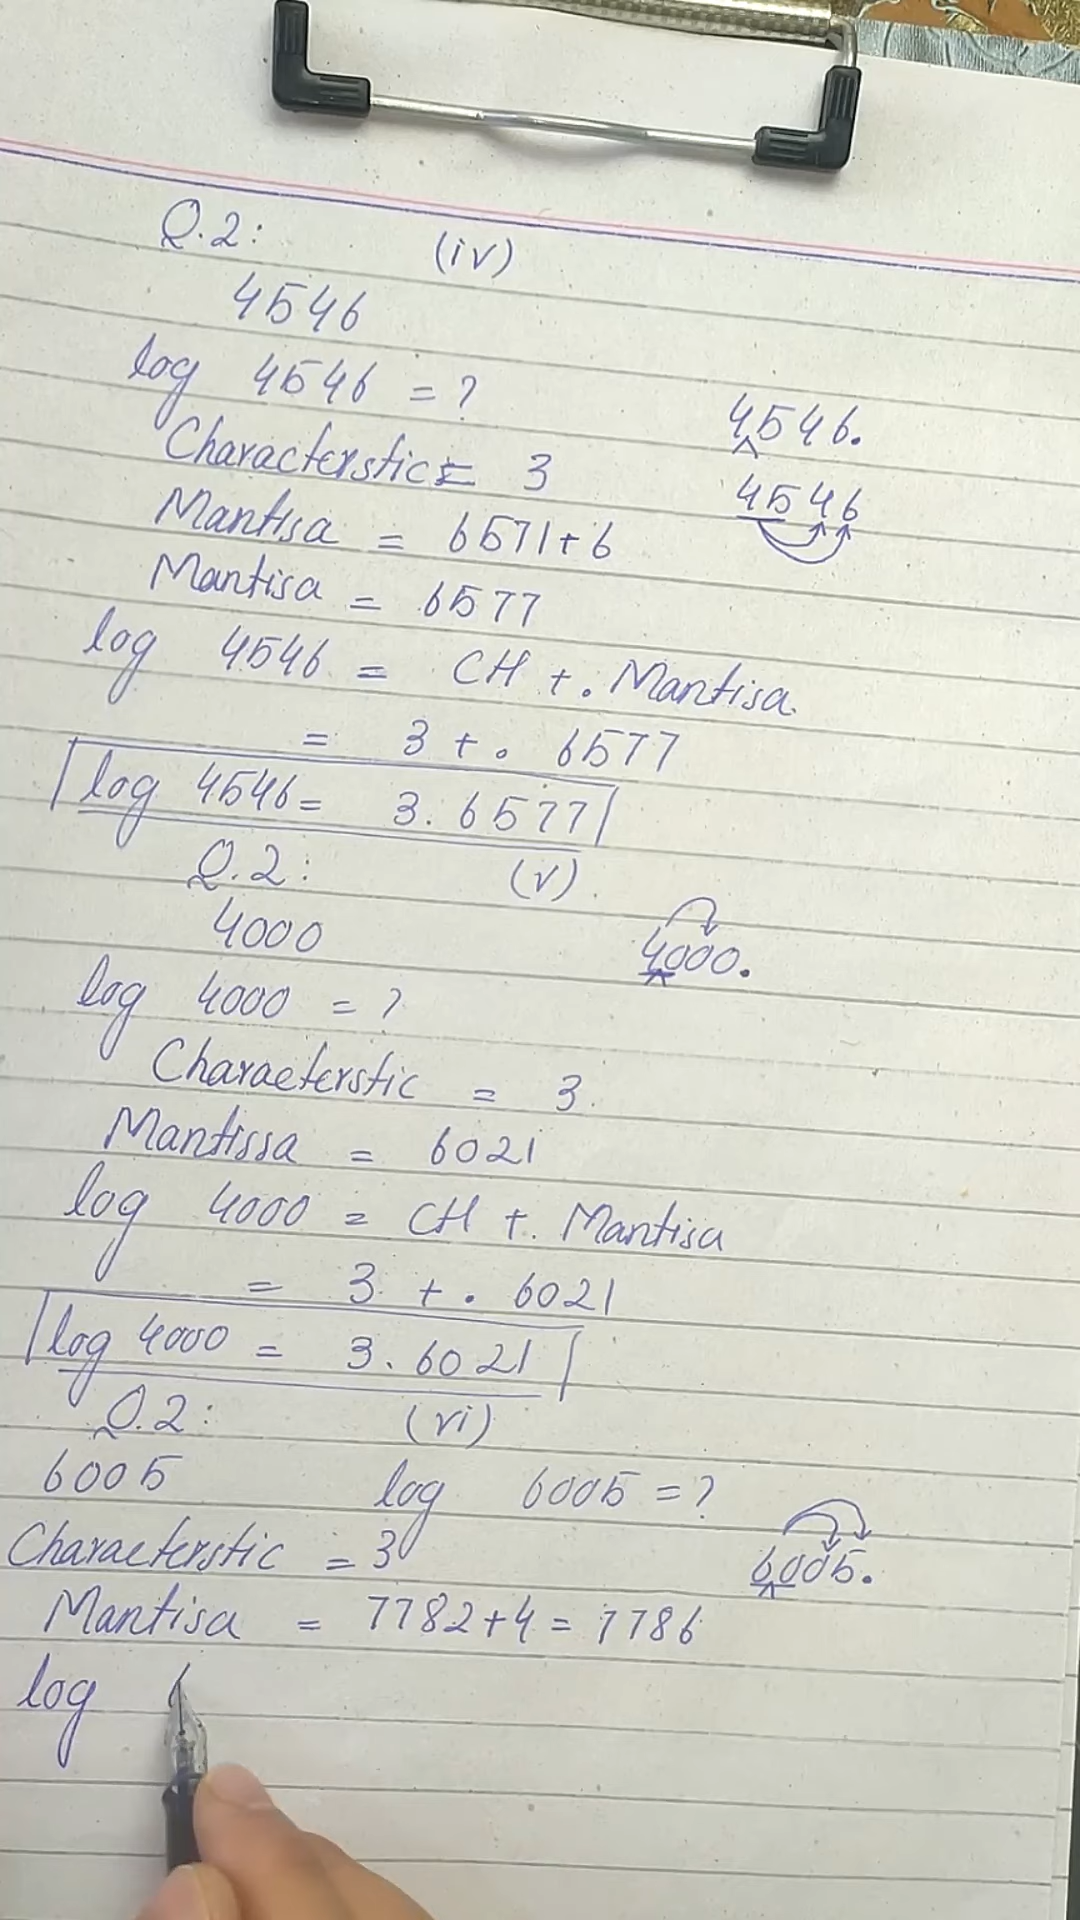 Q.2: (iv)
4546
log 4546 = ?
4546.
Characterstic = 3
4546
Mantisa = 6571+6
Mantisa = 6577
log 4546 = CH + . Mantisa.
= 3 + . 6577
log 4546 = 3.6577
Q.2: (v)
4000
4000.
log 4000 = ?
Characterstic = 3.
Mantissa = 6021
log 4000 = CH + . Mantisa
= 3 + . 6021
log 4000 = 3.6021
Q.2: (vi)
6005 log 6005 = ?
Characterstic = 3
6005.
Mantisa = 7782+4 = 7786
log 6